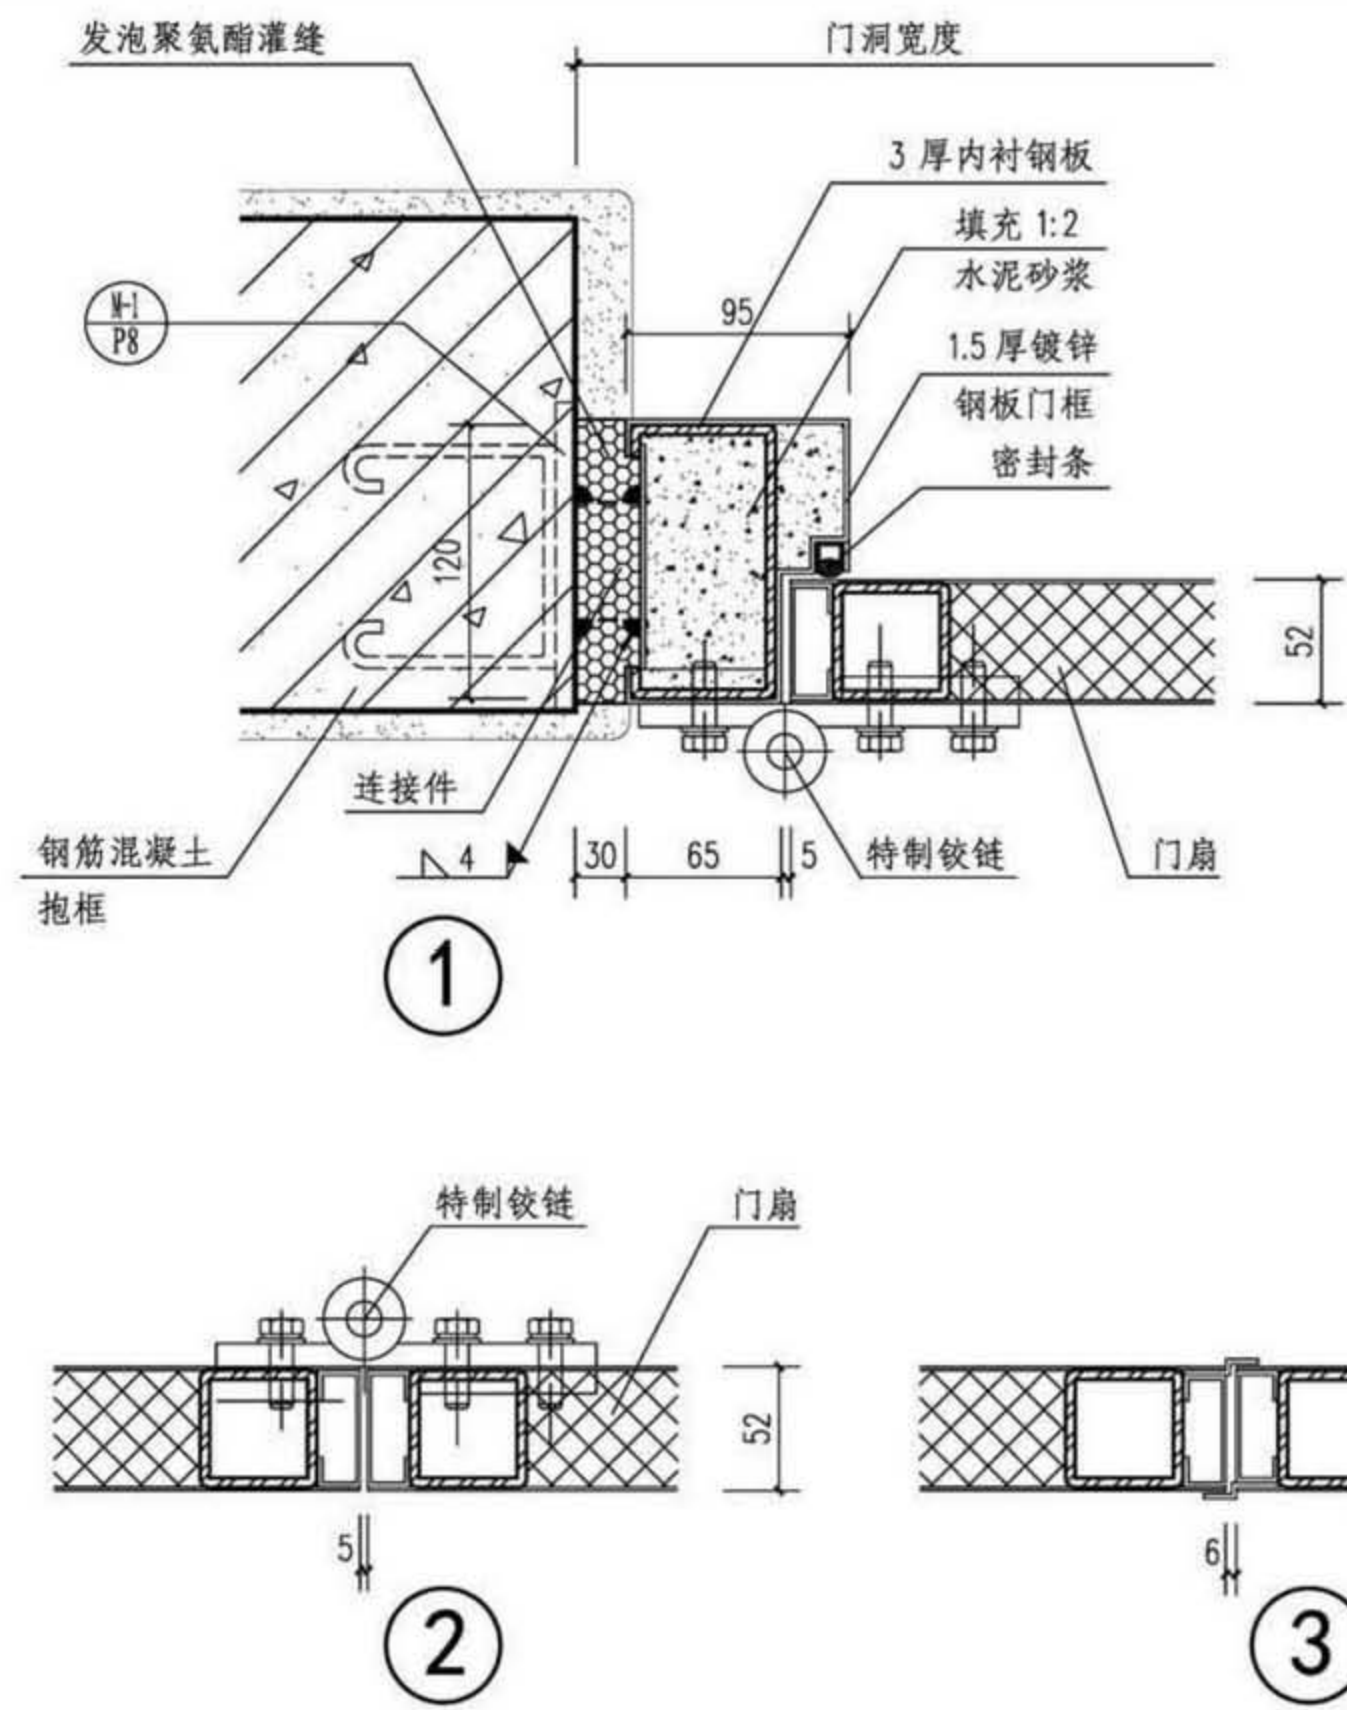 发泡聚氨酯灌缝
门洞宽度
3 厚内衬钢板
填充 1:2
水泥砂浆
95
1.5 厚镀锌
钢板门框
密封条
M-1
P8
120
52
连接件
钢筋混凝土
抱框
4
30
65
5
特制铰链
门扇
1
特制铰链
门扇
52
5
2
6
3